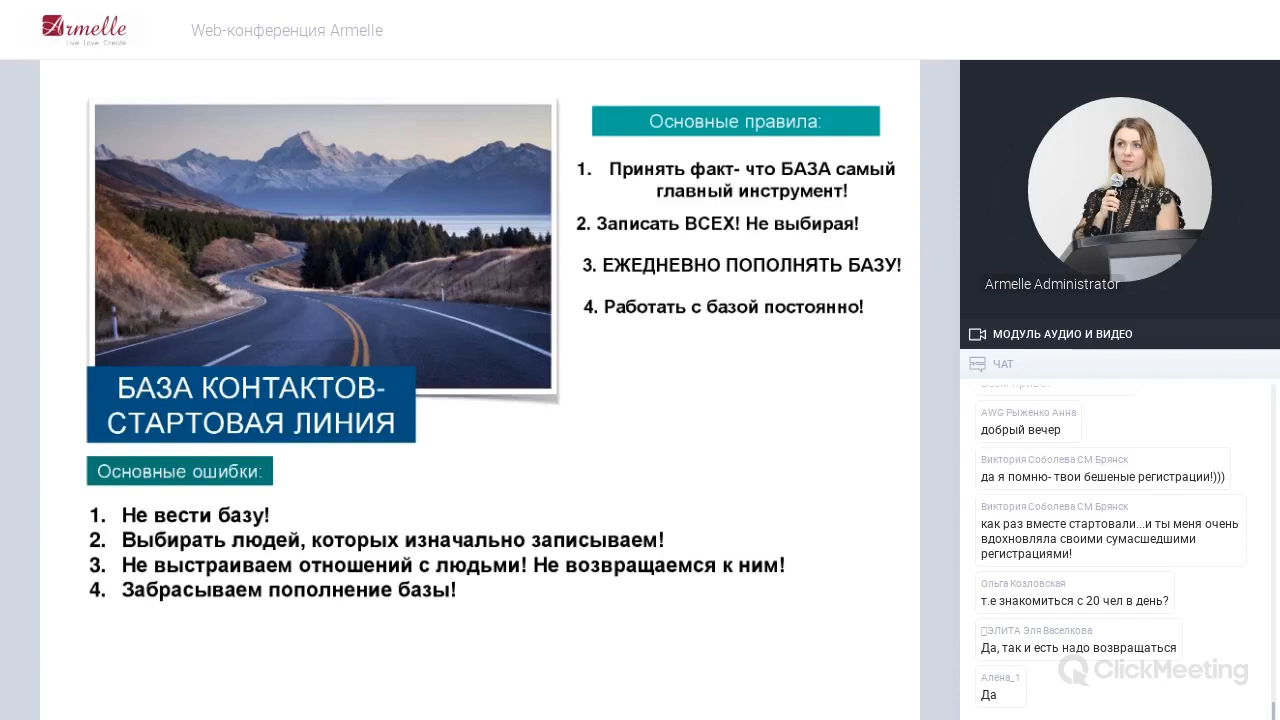 Armelle
Live Love Create
Web-конференция Armelle
Основные правила:
1. Принять факт- что БАЗА самый
главный инструмент!
2. Записать ВСЕХ! Не выбирая!
3. ЕЖЕДНЕВНО ПОПОЛНЯТЬ БАЗУ!
4. Работать с базой постоянно!
БАЗА КОНТАКТОВ-
СТАРТОВАЯ ЛИНИЯ
Основные ошибки:
1. Не вести базу!
2. Выбирать людей, которых изначально записываем!
3. Не выстраиваем отношений с людьми! Не возвращаемся к ним!
4. Забрасываем пополнение базы!
Armelle Administrator
МОДУЛЬ АУДИО И ВИДЕО
ЧАТ
AWG Рыженко Анна
добрый вечер
Виктория Соболева СМ Брянск
да я помню- твои бешеные регистрации!)))
Виктория Соболева СМ Брянск
как раз вместе стартовали...и ты меня очень
вдохновляла своими сумасшедшими
регистрациями!
Ольга Козловская
т.е знакомиться с 20 чел в день?
ЭЛИТА Эля Васелкова
Да, так и есть надо возвращаться
Алена_1
Да
ClickMeeting